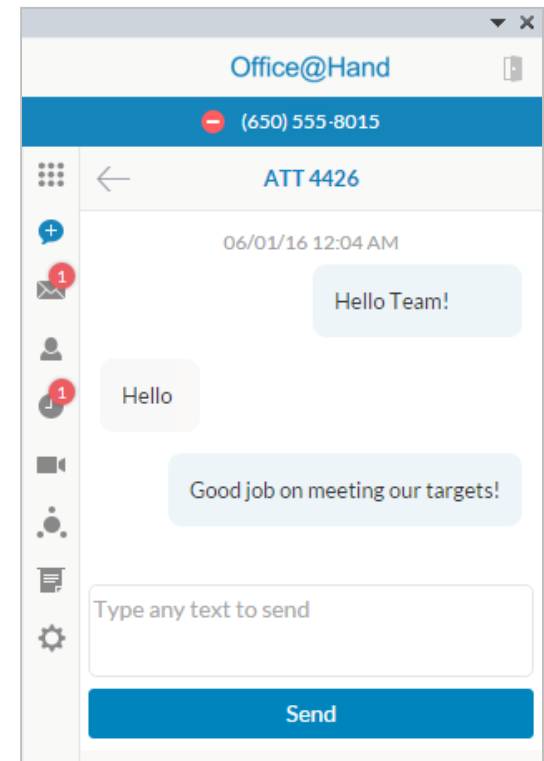 Office@Hand
(650) 555-8015
ATT 4426
06/01/16 12:04 AM
1
Hello Team!
Hello
1
Good job on meeting our targets!
Type any text to send
Send